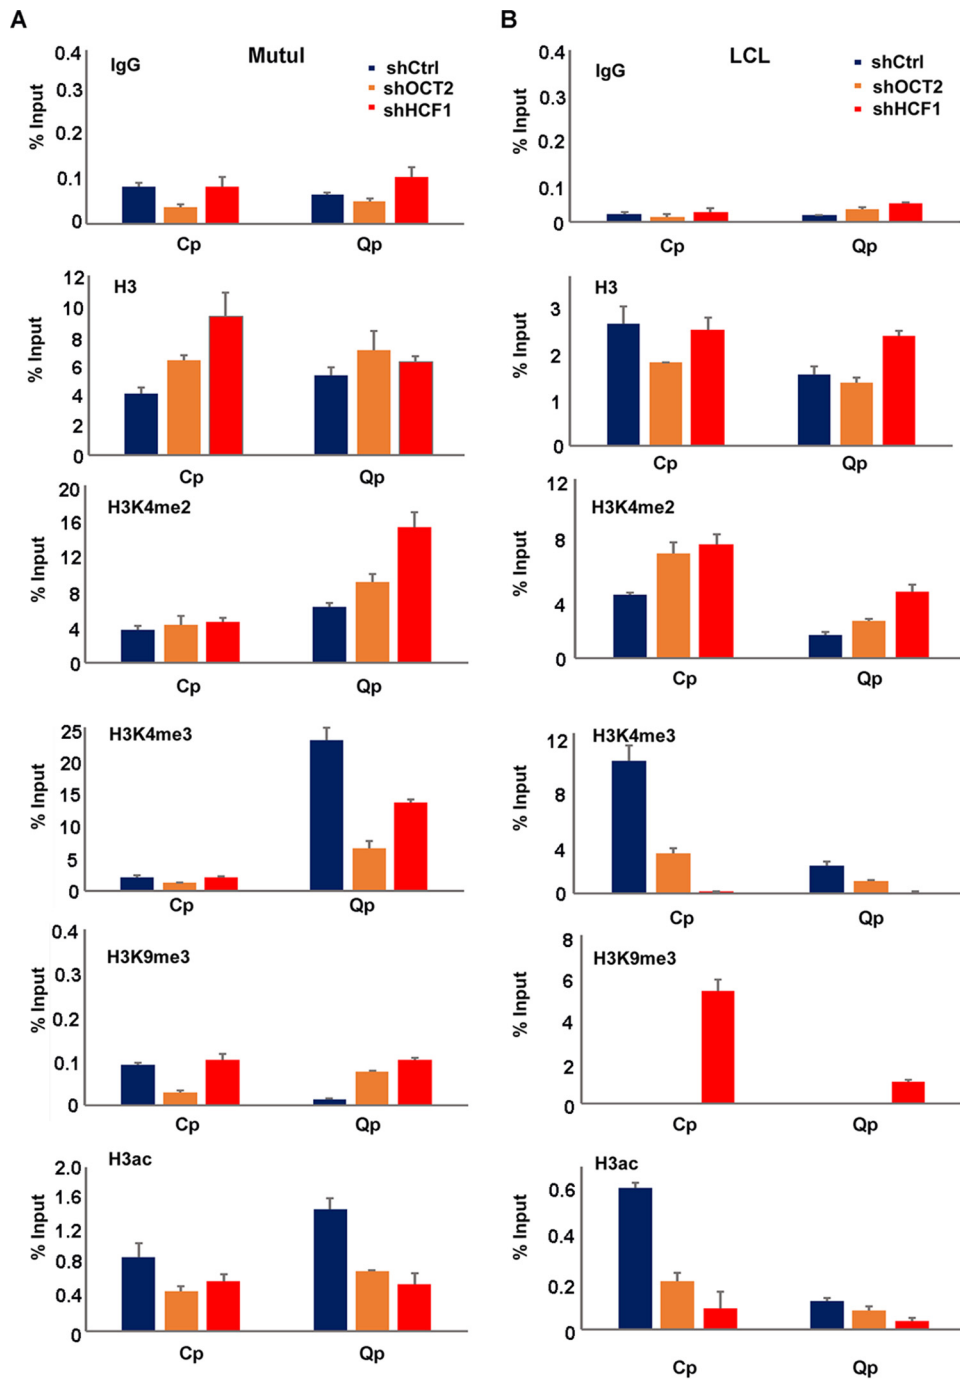 A
Mutul
IgG
shCtrl
shOCT2
shHCF1
% Input
0.4
0.3
0.2
0.1
0
Cp
Qp
H3
% Input
12
10
8
6
4
2
0
Cp
Qp
H3K4me2
% Input
20
16
12
8
4
0
Cp
Qp
H3K4me3
% Input
25
20
15
10
5
0
Cp
Qp
H3K9me3
% Input
0.4
0.3
0.2
0.1
0
Cp
Qp
H3ac
% Input
2.0
1.6
1.2
0.8
0.4
0
Cp
Qp
B
LCL
IgG
shCtrl
shOCT2
shHCF1
% Input
0.4
0.3
0.2
0.1
0
Cp
Qp
H3
% Input
3
2
1
0
Cp
Qp
H3K4me2
% Input
12
8
4
0
Cp
Qp
H3K4me3
% Input
12
8
4
0
Cp
Qp
H3K9me3
% Input
8
6
4
2
0
Cp
Qp
H3ac
% Input
0.6
0.4
0.2
0
Cp
Qp